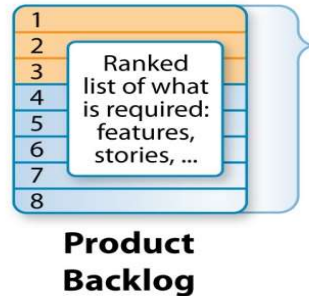 1
2
3
4
5
6
7
8
Ranked
list of what
is required:
features,
stories, ...
Product
Backlog